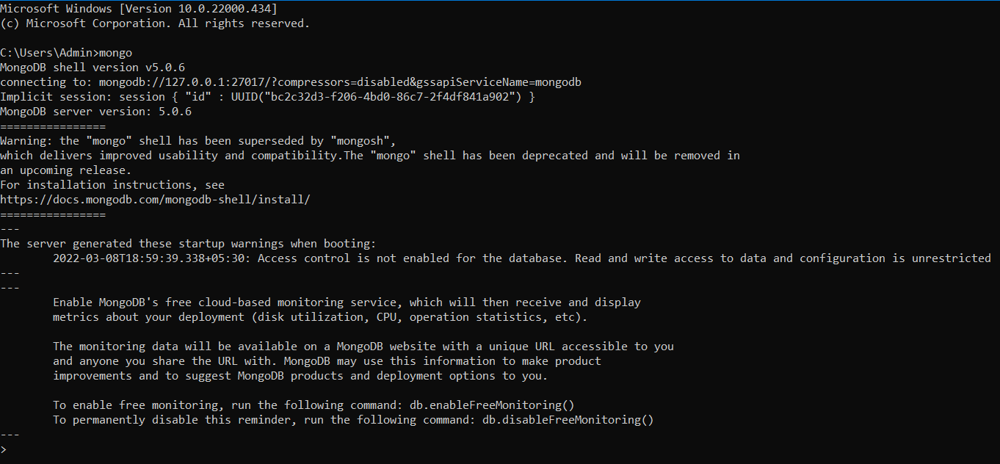 Microsoft Windows [Version 10.0.22000.434]
(c) Microsoft Corporation. All rights reserved.
C:\Users\Admin>mongo
MongoDB shell version v5.0.6
connecting to: mongodb://127.0.0.1:27017/?compressors=disabled&gssapiServiceName=mongodb
Implicit session: session { "id" : UUID("bc2c32d3-f206-4bd0-86c7-2f4df841a902") }
MongoDB server version: 5.0.6
================
Warning: the "mongo" shell has been superseded by "mongosh",
which delivers improved usability and compatibility.The "mongo" shell has been deprecated and will be removed in
an upcoming release.
For installation instructions, see
https://docs.mongodb.com/mongodb-shell/install/
================
---
The server generated these startup warnings when booting:
        2022-03-08T18:59:39.338+05:30: Access control is not enabled for the database. Read and write access to data and configuration is unrestricted
---
---
        Enable MongoDB's free cloud-based monitoring service, which will then receive and display
        metrics about your deployment (disk utilization, CPU, operation statistics, etc).
        The monitoring data will be available on a MongoDB website with a unique URL accessible to you
        and anyone you share the URL with. MongoDB may use this information to make product
        improvements and to suggest MongoDB products and deployment options to you.
        To enable free monitoring, run the following command: db.enableFreeMonitoring()
        To permanently disable this reminder, run the following command: db.disableFreeMonitoring()
---
>